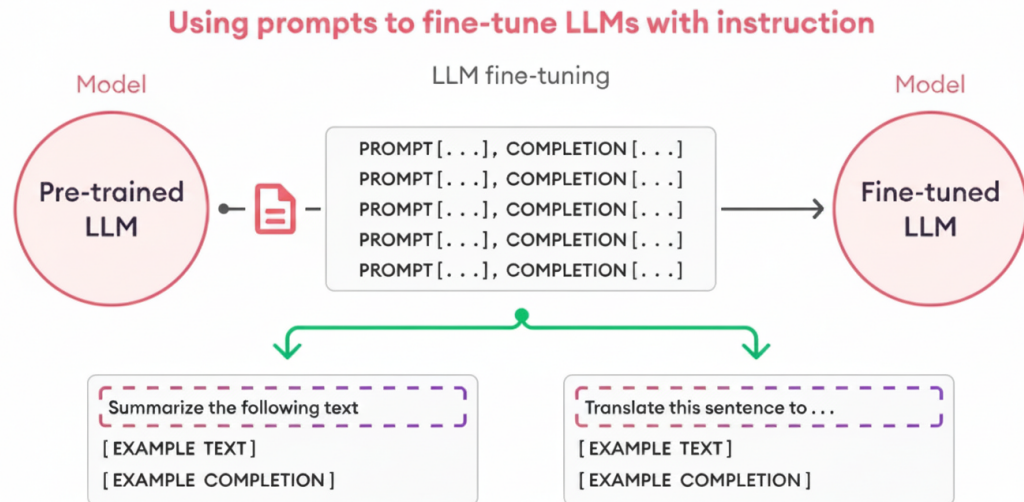 Using prompts to fine-tune LLMs with instruction
LLM fine-tuning
Model
Model
Pre-trained
LLM
PROMPT[...], COMPLETION[...]
PROMPT[...], COMPLETION[...]
PROMPT[...], COMPLETION[...]
PROMPT[...], COMPLETION[...]
PROMPT[...], COMPLETION[...]
Fine-tuned
LLM
Summarize the following text
[EXAMPLE TEXT]
[EXAMPLE COMPLETION]
Translate this sentence to...
[EXAMPLE TEXT]
[EXAMPLE COMPLETION]